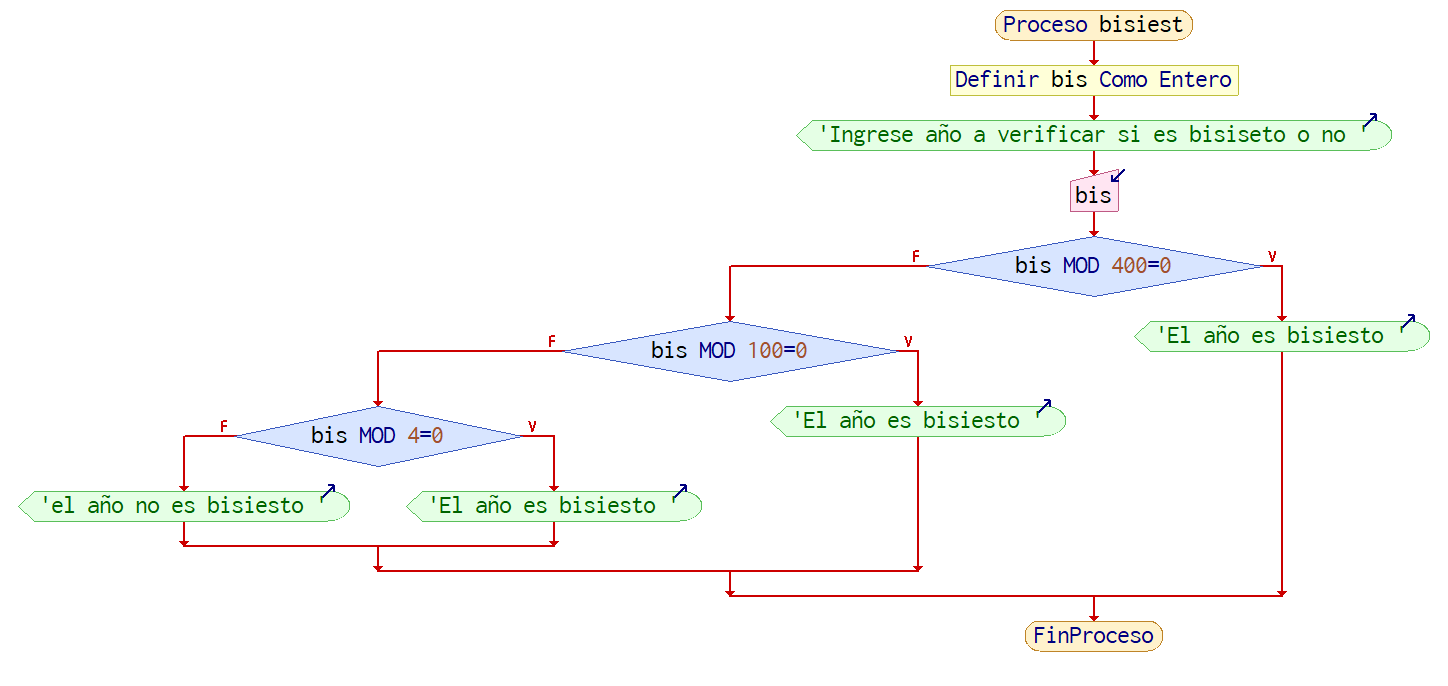 Proceso bisiest
Definir bis Como Entero
'Ingrese año a verificar si es bisiseto o no '
bis
F
bis MOD 400=0
V
F
bis MOD 100=0
V
'El año es bisiesto '
F
bis MOD 4=0
V
'El año es bisiesto '
'el año no es bisiesto '
'El año es bisiesto '
FinProceso